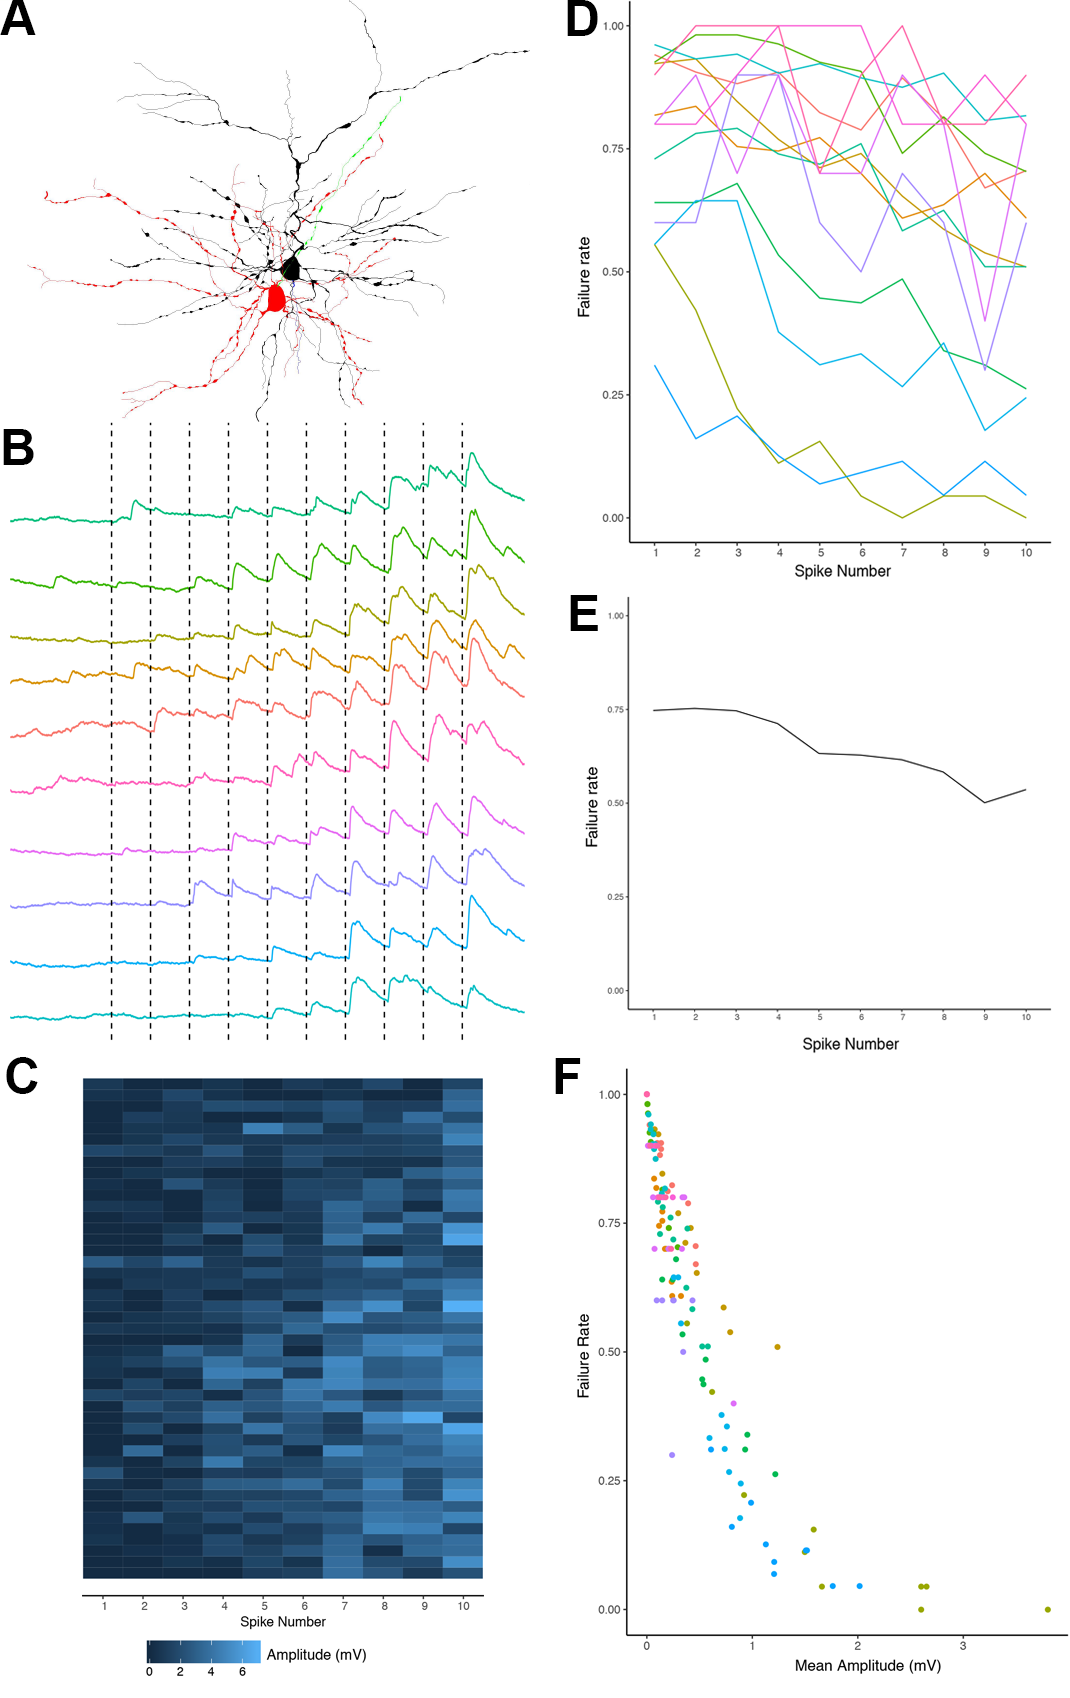 A
B
C
1 2 3 4 5 6 7 8 9 10
Spike Number
0 2 4 6
Amplitude (mV)
D
1.00
0.75
0.50
0.25
0.00
Failure rate
1 2 3 4 5 6 7 8 9 10
Spike Number
E
1.00
0.75
0.50
0.25
0.00
Failure rate
1 2 3 4 5 6 7 8 9 10
Spike Number
F
1.00
0.75
0.50
0.25
0.00
Failure Rate
0 1 2 3
Mean Amplitude (mV)